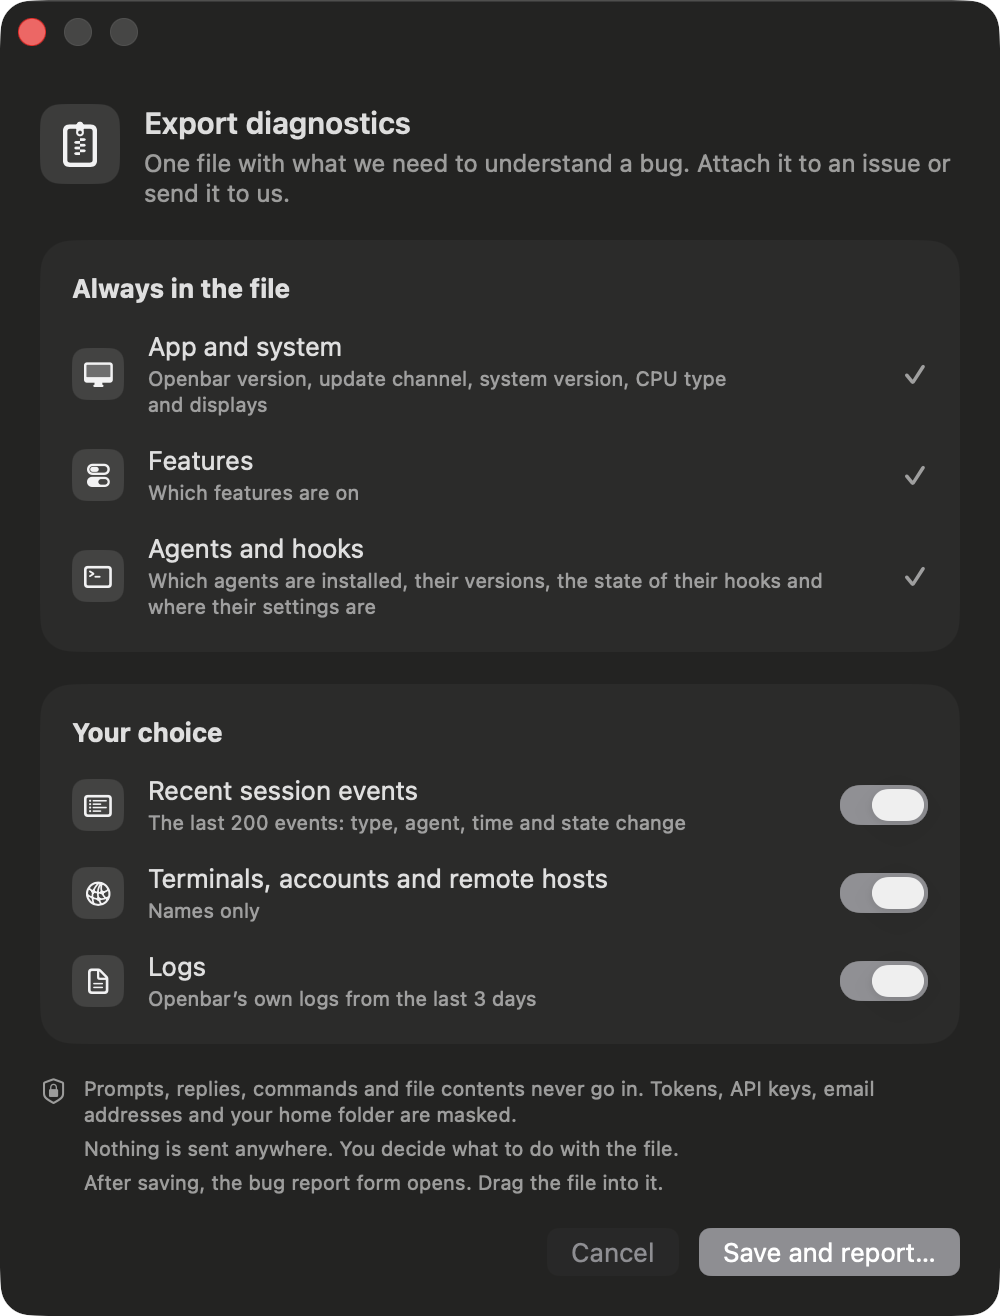 Export diagnostics
One file with what we need to understand a bug. Attach it to an issue or
send it to us.
Always in the file
App and system
Openbar version, update channel, system version, CPU type
and displays
Features
Which features are on
Agents and hooks
Which agents are installed, their versions, the state of their hooks and
where their settings are
Your choice
Recent session events
The last 200 events: type, agent, time and state change
Terminals, accounts and remote hosts
Names only
Logs
Openbar’s own logs from the last 3 days
Prompts, replies, commands and file contents never go in. Tokens, API keys, email
addresses and your home folder are masked.
Nothing is sent anywhere. You decide what to do with the file.
After saving, the bug report form opens. Drag the file into it.
Cancel
Save and report…